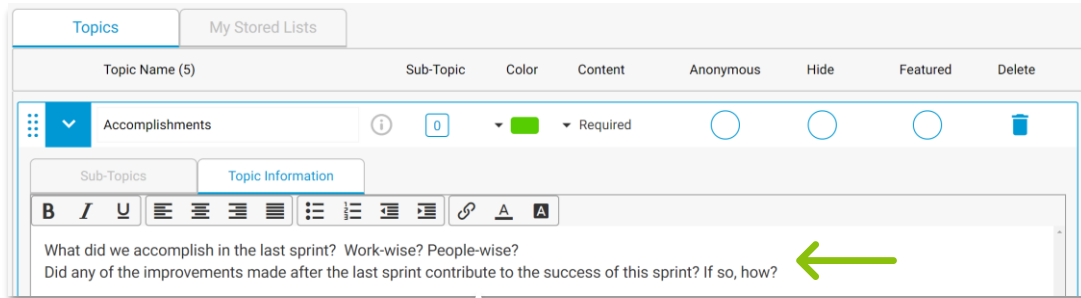 Topics My Stored Lists
Topic Name (5) Sub-Topic Color Content Anonymous Hide Featured Delete
Accomplishments i 0 Required
Sub-Topics Topic Information
B I U A A
What did we accomplish in the last sprint?  Work-wise? People-wise?
Did any of the improvements made after the last sprint contribute to the success of this sprint? If so, how?